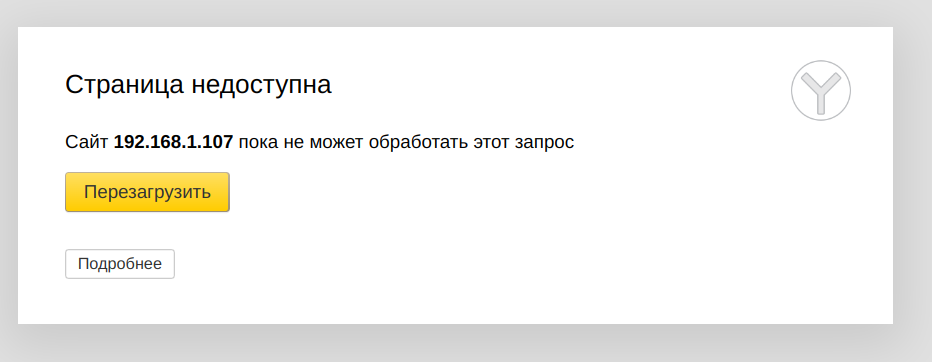 Страница недоступна
Сайт 192.168.1.107 пока не может обработать этот запрос
Перезагрузить
Подробнее